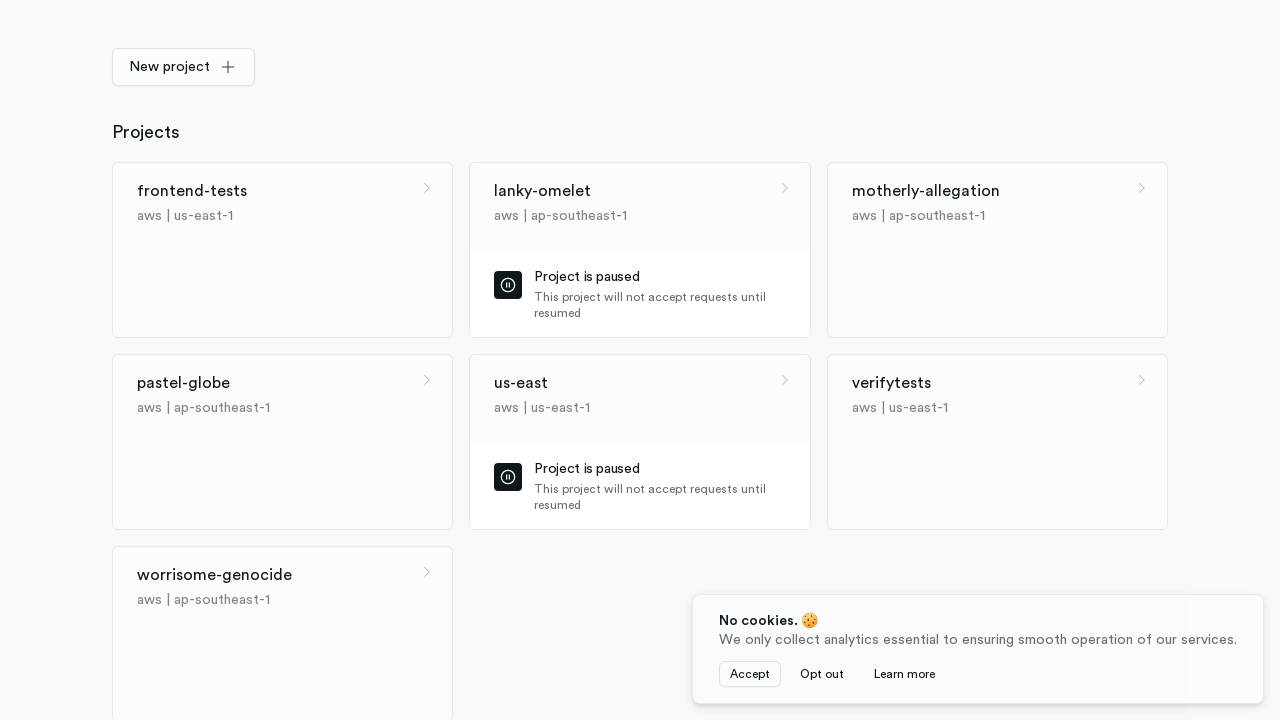 New project
Projects
frontend-tests
aws | us-east-1
lanky-omelet
aws | ap-southeast-1
Project is paused
This project will not accept requests until
resumed
motherly-allegation
aws | ap-southeast-1
pastel-globe
aws | ap-southeast-1
us-east
aws | us-east-1
Project is paused
This project will not accept requests until
resumed
verifytests
aws | us-east-1
worrisome-genocide
aws | ap-southeast-1
No cookies. 🍪
We only collect analytics essential to ensuring smooth operation of our services.
Accept Opt out Learn more